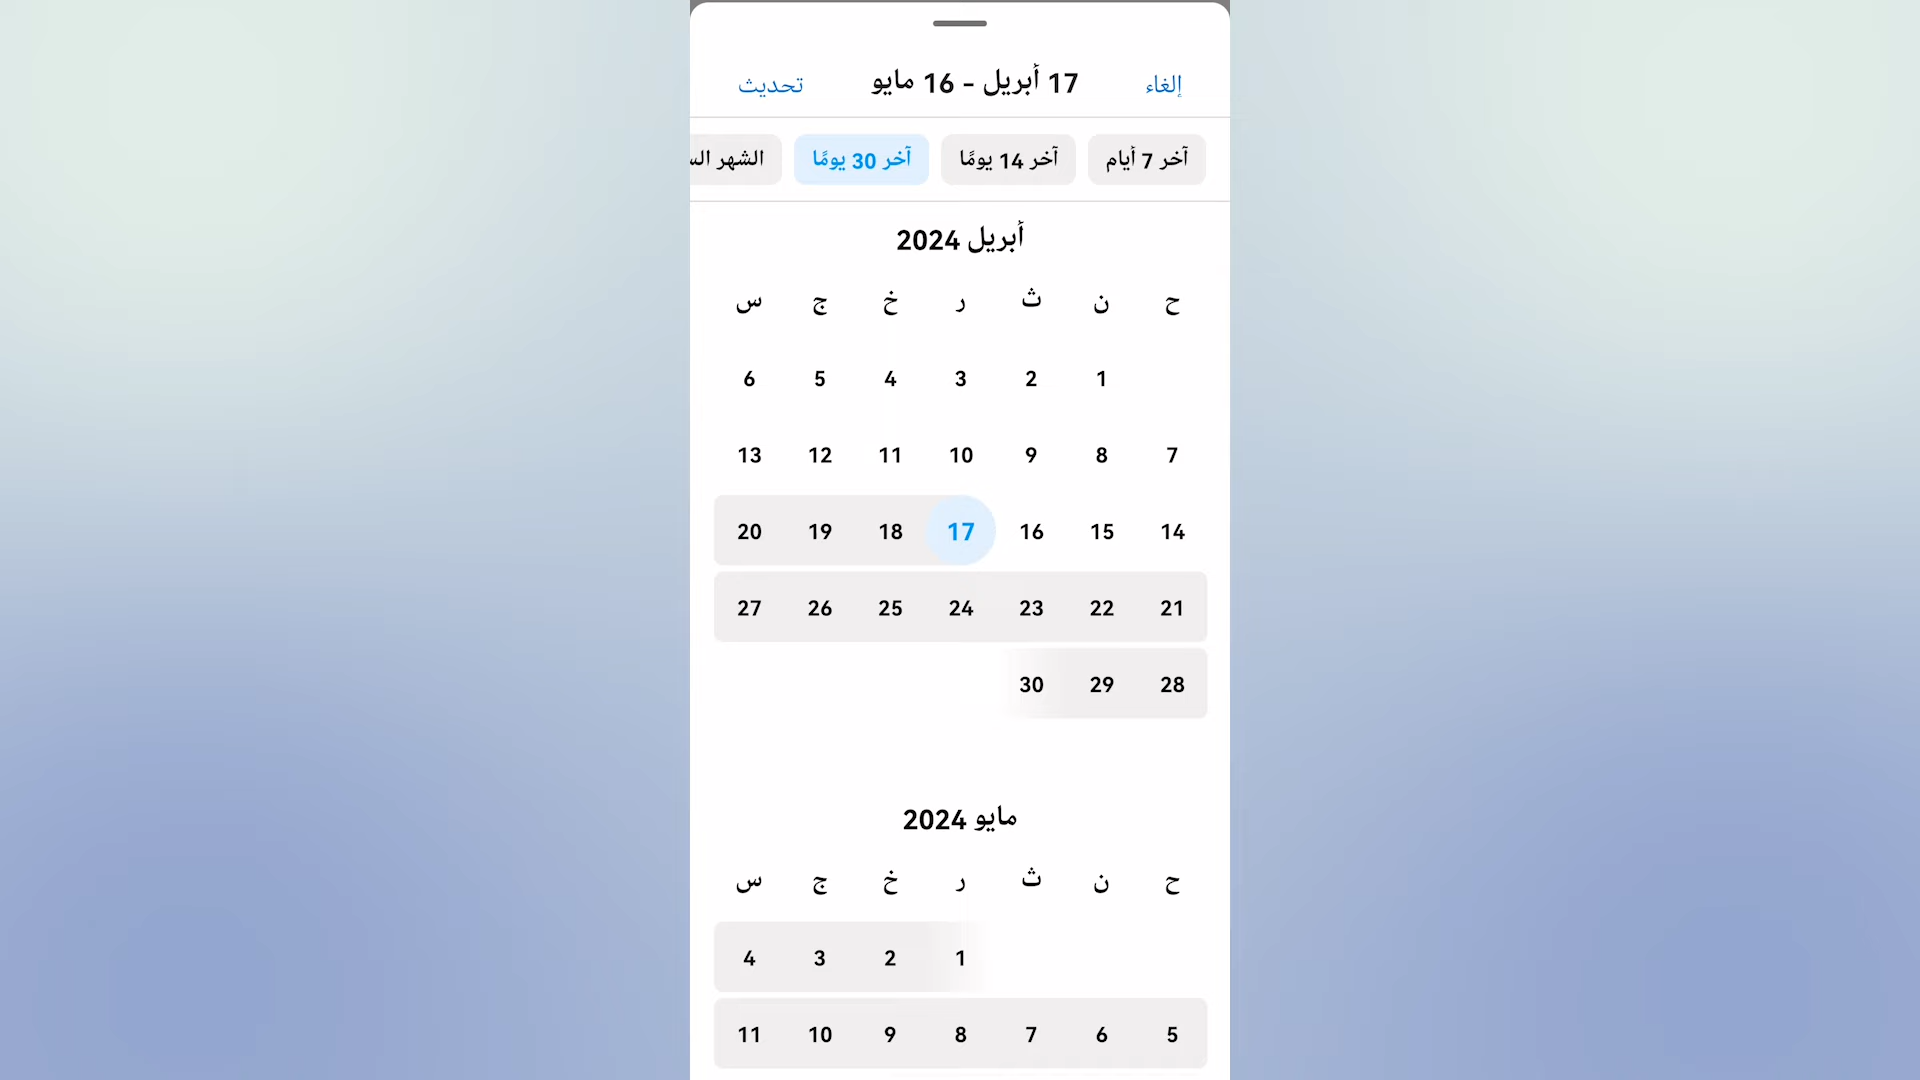 إلغاء 17 أبريل - 16 مايو تحديث
آخر 7 أيام آخر 14 يومًا آخر 30 يومًا الشهر
أبريل 2024
ح ن ث ر خ ج س
1 2 3 4 5 6
7 8 9 10 11 12 13
14 15 16 17 18 19 20
21 22 23 24 25 26 27
28 29 30
مايو 2024
ح ن ث ر خ ج س
1 2 3 4
5 6 7 8 9 10 11